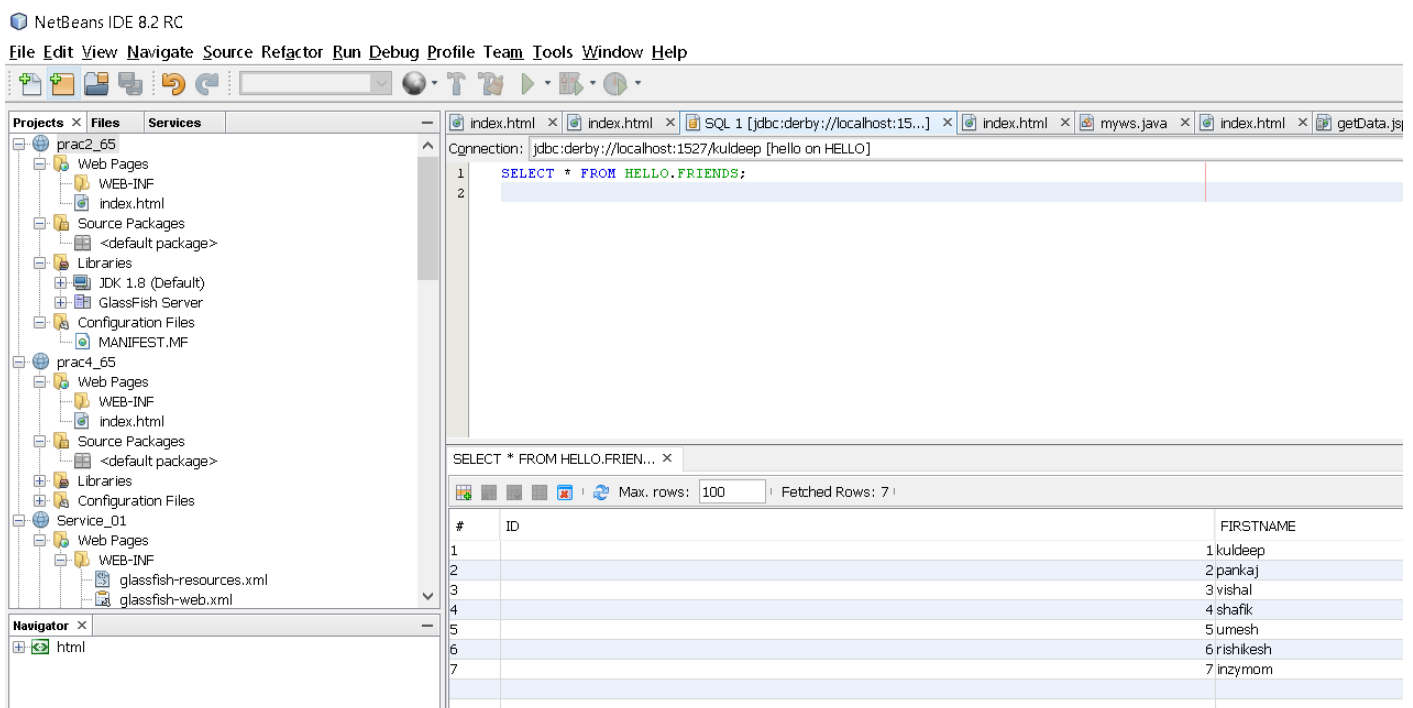 NetBeans IDE 8.2 RC
File Edit View Navigate Source Refactor Run Debug Profile Team Tools Window Help
Projects Files Services
prac2_65
Web Pages
WEB-INF
index.html
Source Packages
<default package>
Libraries
JDK 1.8 (Default)
GlassFish Server
Configuration Files
MANIFEST.MF
prac4_65
Web Pages
WEB-INF
index.html
Source Packages
<default package>
Libraries
Configuration Files
Service_01
Web Pages
WEB-INF
glassfish-resources.xml
glassfish-web.xml
Navigator
html
index.html index.html SQL 1 [jdbc:derby://localhost:15...] index.html myws.java index.html getData.jsp
Connection: jdbc:derby://localhost:1527/kuldeep [hello on HELLO]
1 SELECT * FROM HELLO.FRIENDS;
2
SELECT * FROM HELLO.FRIEN...
Max. rows: 100 Fetched Rows: 7
# ID FIRSTNAME
1 1 kuldeep
2 2 pankaj
3 3 vishal
4 4 shafik
5 5 umesh
6 6 rishikesh
7 7 inzymom